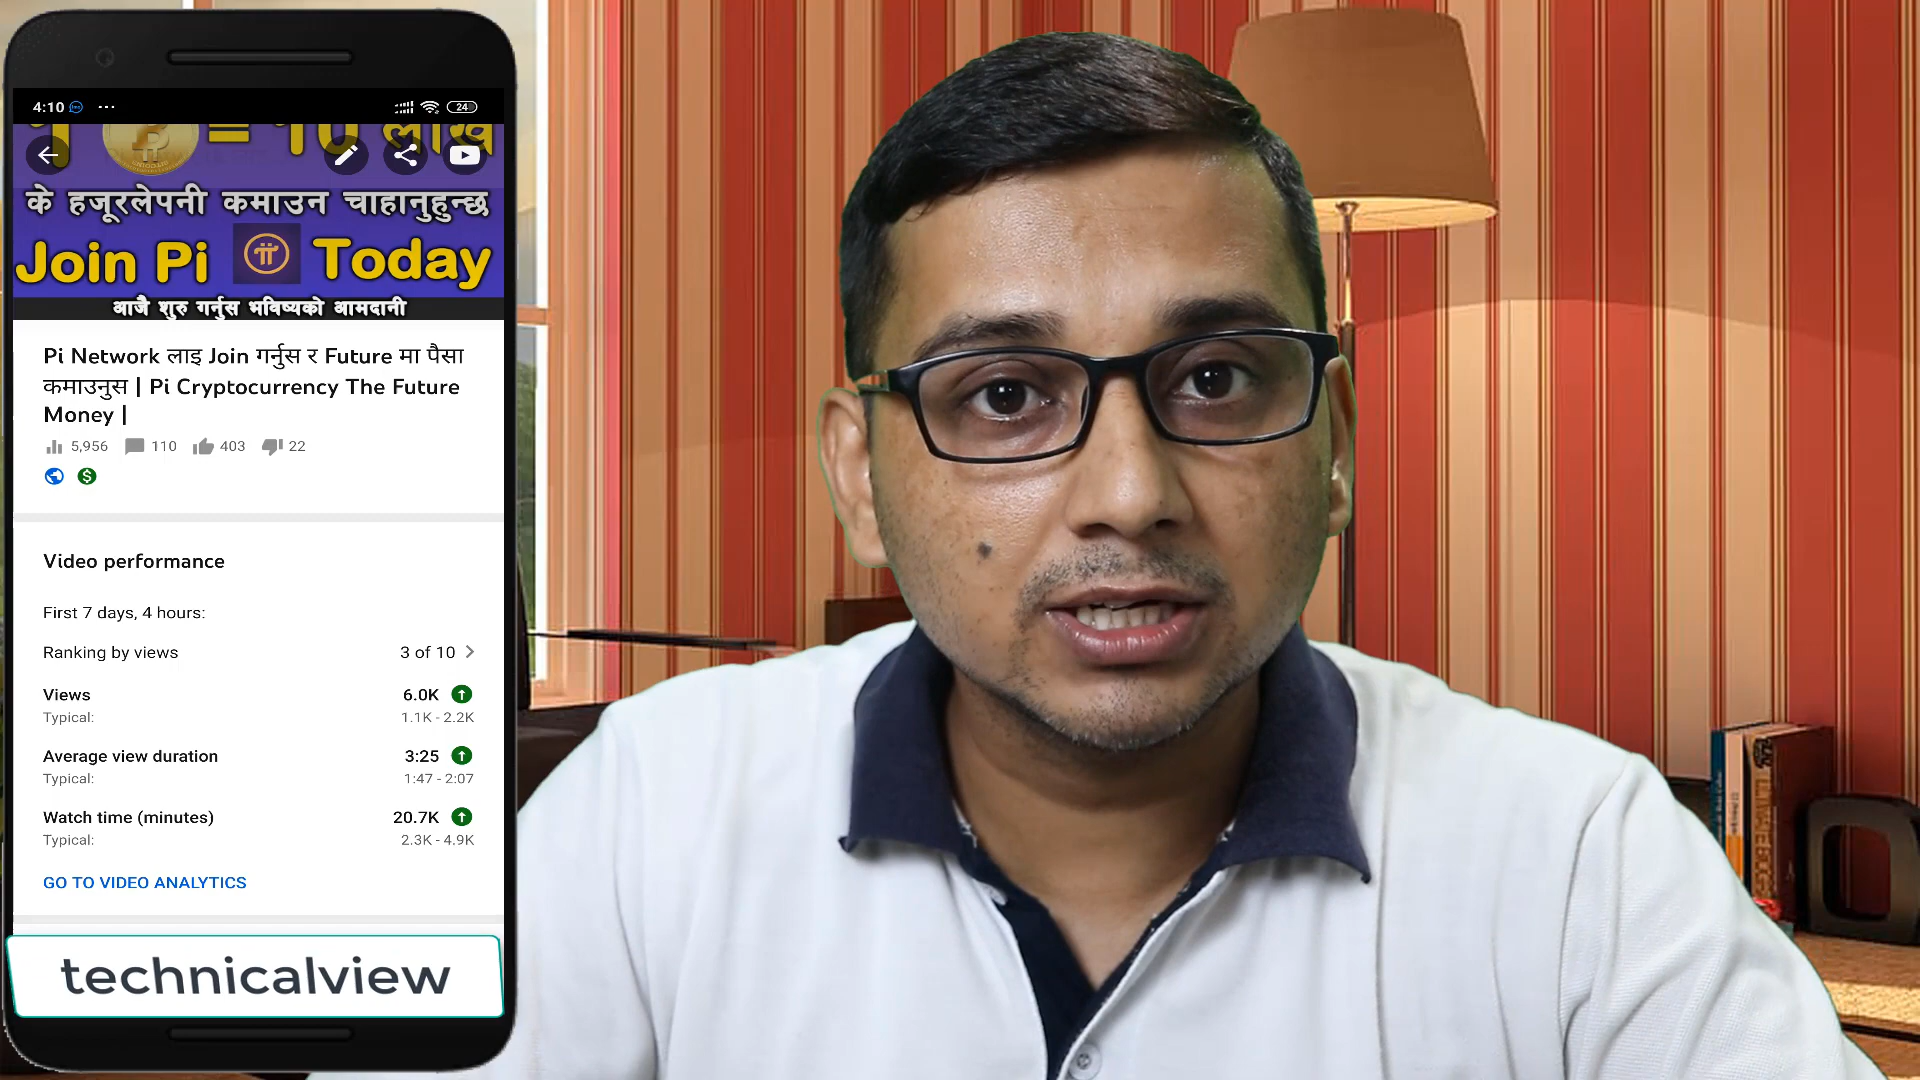 4:10 ... 24
१ = १0 लाख
के हजूरलेपनी कमाउन चाहानुहुन्छ
Join Pi Today
आजै शुरु गर्नुस भविष्यको आमदानी
Pi Network लाइ Join गर्नुस र Future मा पैसा
कमाउनुस | Pi Cryptocurrency The Future
Money |
5,956 110 403 22
Video performance
First 7 days, 4 hours:
Ranking by views 3 of 10
Views 6.0K
Typical: 1.1K - 2.2K
Average view duration 3:25
Typical: 1:47 - 2:07
Watch time (minutes) 20.7K
Typical: 2.3K - 4.9K
GO TO VIDEO ANALYTICS
technicalview